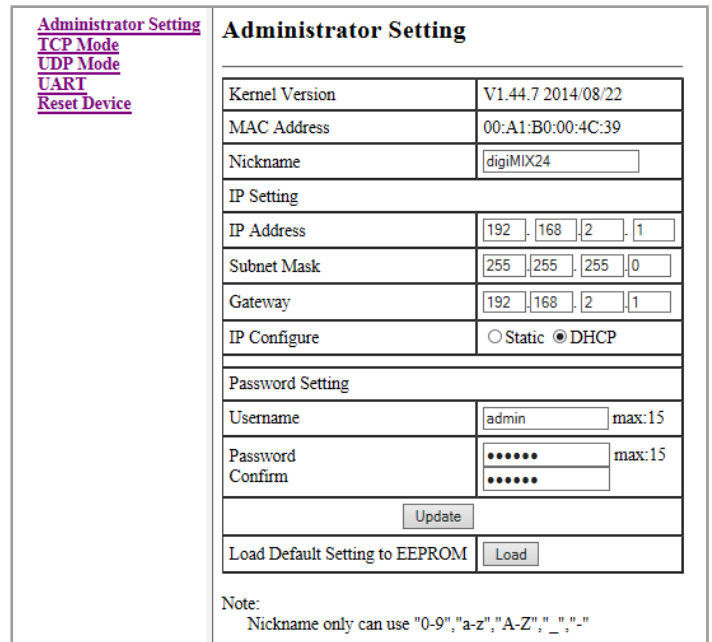 Administrator Setting
TCP Mode
UDP Mode
UART
Reset Device
Administrator Setting
Kernel Version V1.44.7 2014/08/22
MAC Address 00:A1:B0:00:4C:39
Nickname digiMIX24
IP Setting
IP Address 192 . 168 . 2 . 1
Subnet Mask 255 . 255 . 255 . 0
Gateway 192 . 168 . 2 . 1
IP Configure Static DHCP
Password Setting
Username admin max:15
Password •••••• max:15
Confirm ••••••
Update
Load Default Setting to EEPROM Load
Note:
Nickname only can use "0-9","a-z","A-Z","_","-"